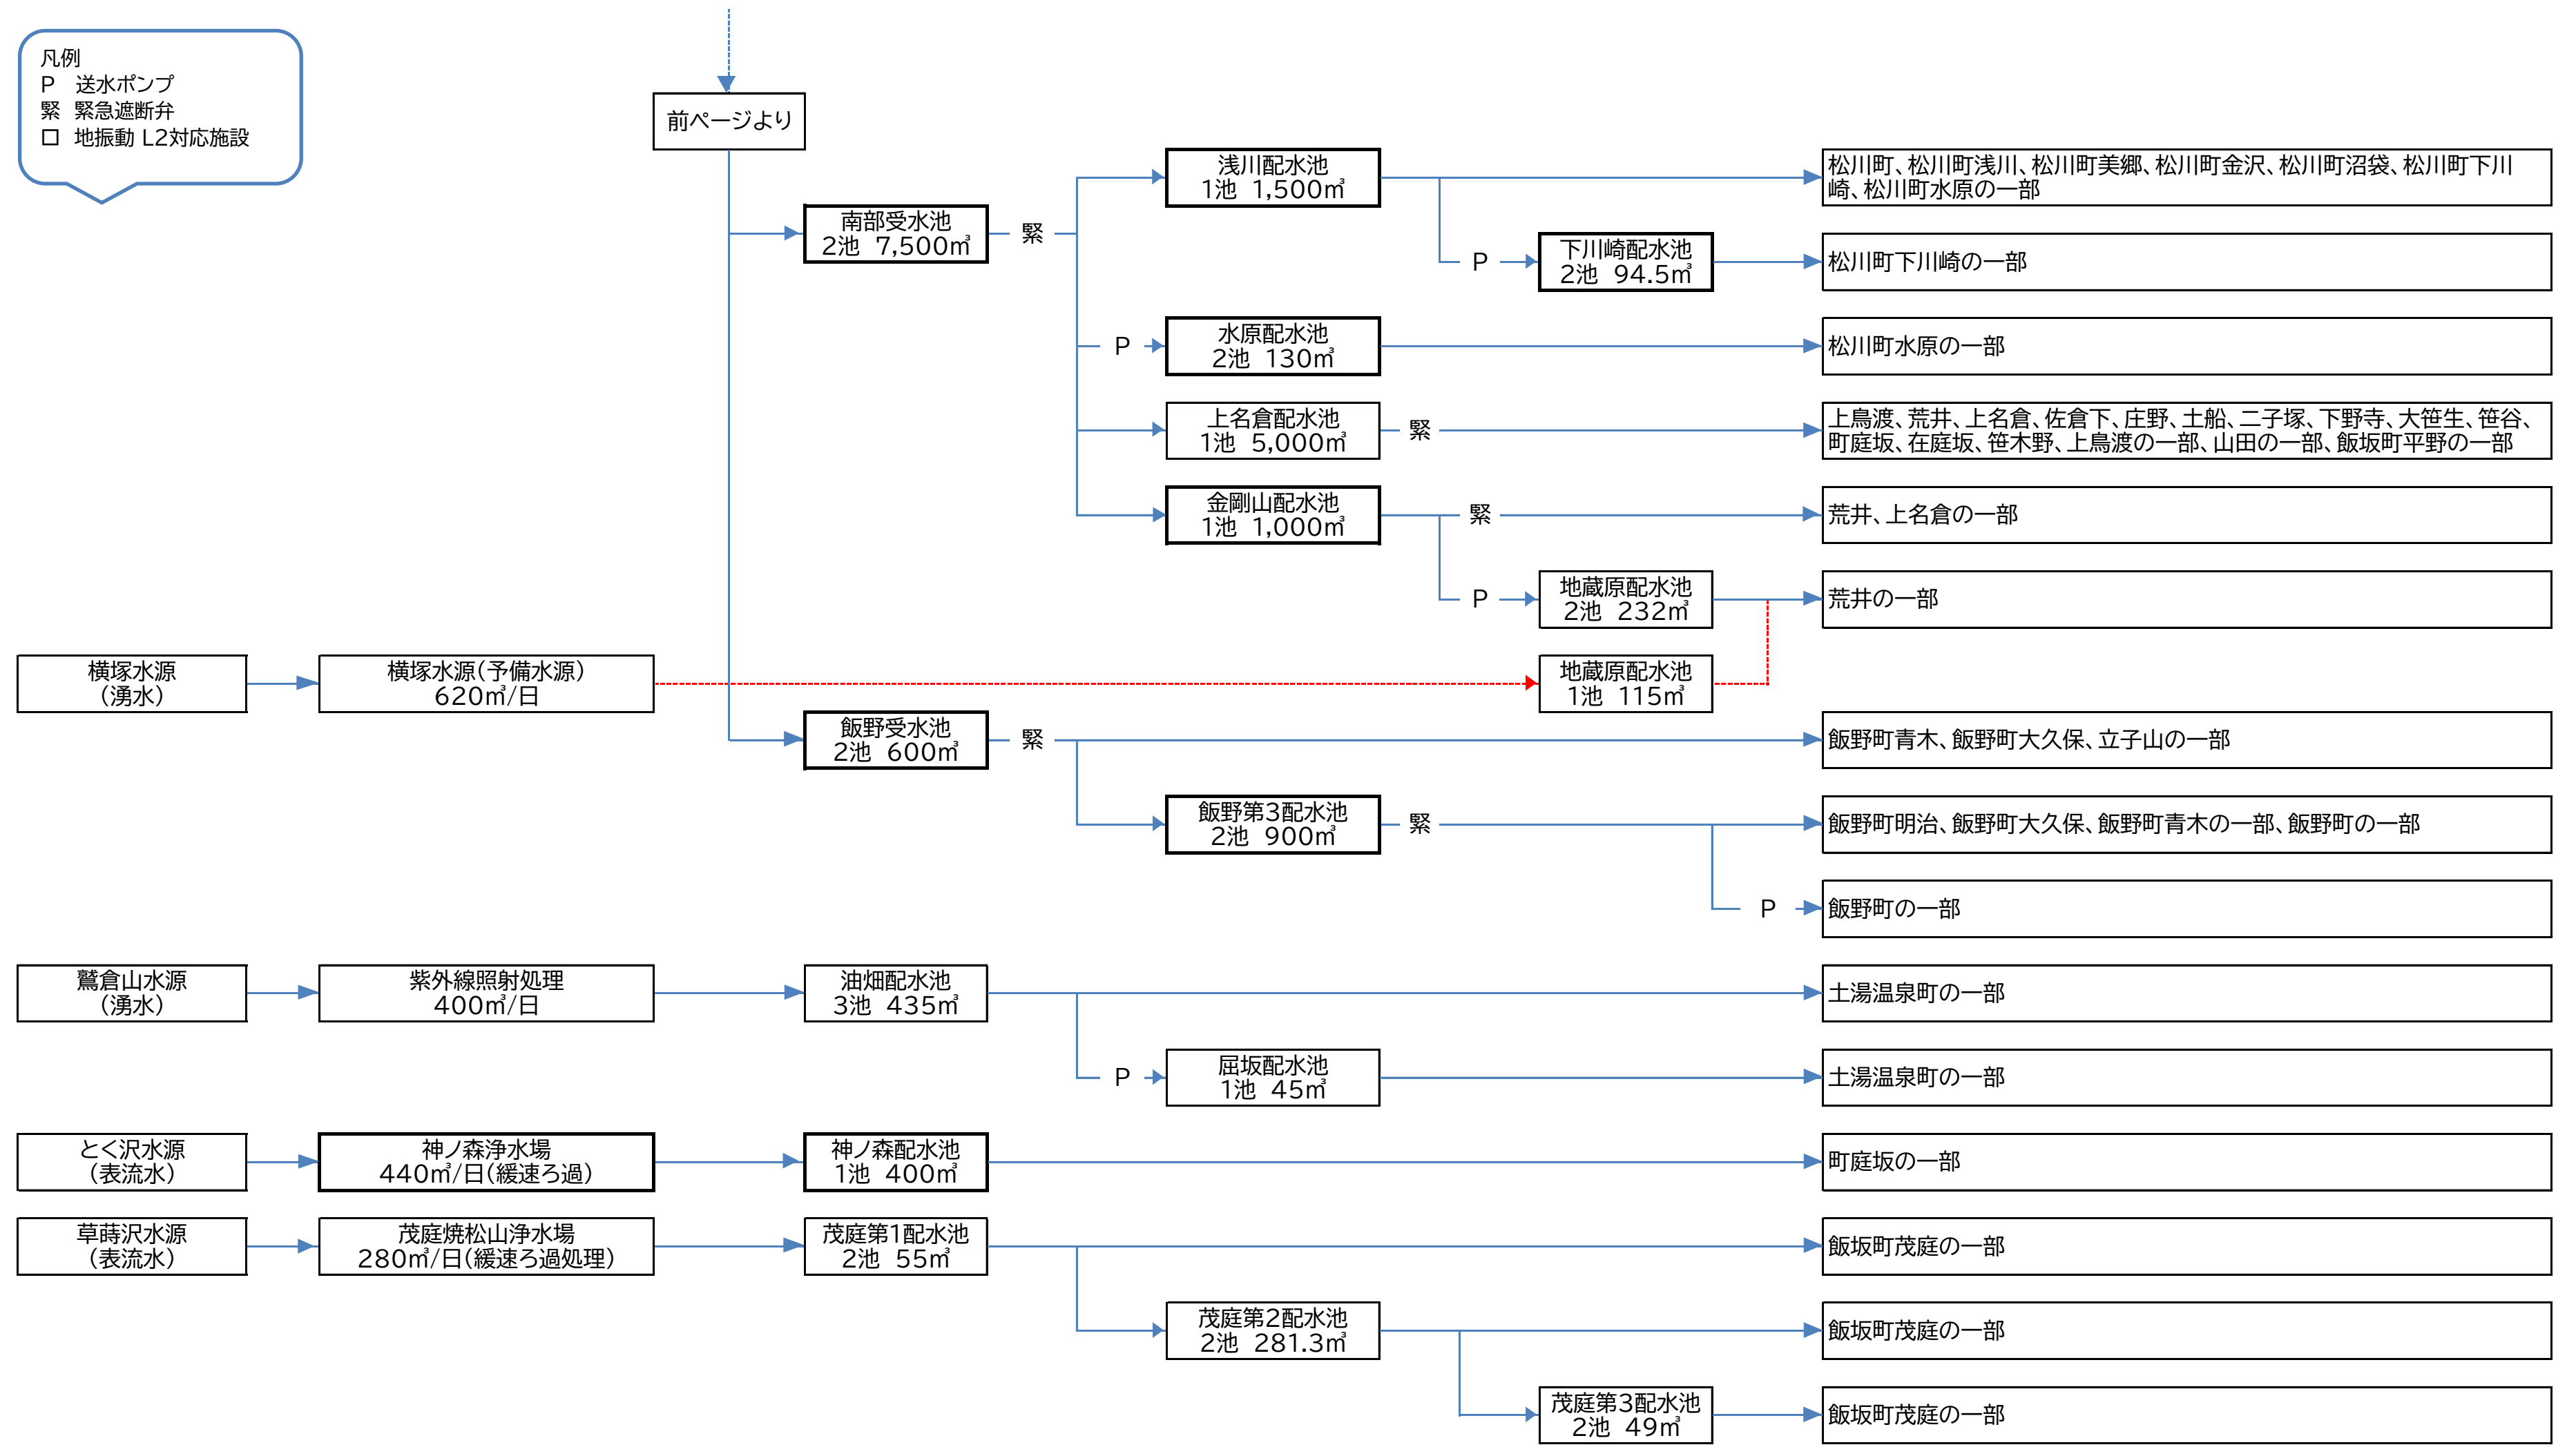 凡例
P 送水ポンプ
緊 緊急遮断弁
□ 地振動 L2対応施設
前ページより
浅川配水池
1池 1,500㎥
松川町、松川町浅川、松川町美郷、松川町金沢、松川町沼袋、松川町下川
崎、松川町水原の一部
南部受水池
2池 7,500㎥
緊
P
下川崎配水池
2池 94.5㎥
松川町下川崎の一部
P
水原配水池
2池 130㎥
松川町水原の一部
上名倉配水池
1池 5,000㎥
緊
上鳥渡、荒井、上名倉、佐倉下、庄野、土船、二子塚、下野寺、大笹生、笹谷、
町庭坂、在庭坂、笹木野、上鳥渡の一部、山田の一部、飯坂町平野の一部
金剛山配水池
1池 1,000㎥
緊
荒井、上名倉の一部
P
地蔵原配水池
2池 232㎥
荒井の一部
横塚水源
（湧水）
横塚水源（予備水源）
620㎥/日
地蔵原配水池
1池 115㎥
飯野受水池
2池 600㎥
緊
飯野町青木、飯野町大久保、立子山の一部
飯野第3配水池
2池 900㎥
緊
飯野町明治、飯野町大久保、飯野町青木の一部、飯野町の一部
P
飯野町の一部
鷲倉山水源
（湧水）
紫外線照射処理
400㎥/日
油畑配水池
3池 435㎥
土湯温泉町の一部
P
屈坂配水池
1池 45㎥
土湯温泉町の一部
とく沢水源
（表流水）
神ノ森浄水場
440㎥/日（緩速ろ過）
神ノ森配水池
1池 400㎥
町庭坂の一部
草蒔沢水源
（表流水）
茂庭焼松山浄水場
280㎥/日（緩速ろ過処理）
茂庭第1配水池
2池 55㎥
飯坂町茂庭の一部
茂庭第2配水池
2池 281.3㎥
飯坂町茂庭の一部
茂庭第3配水池
2池 49㎥
飯坂町茂庭の一部